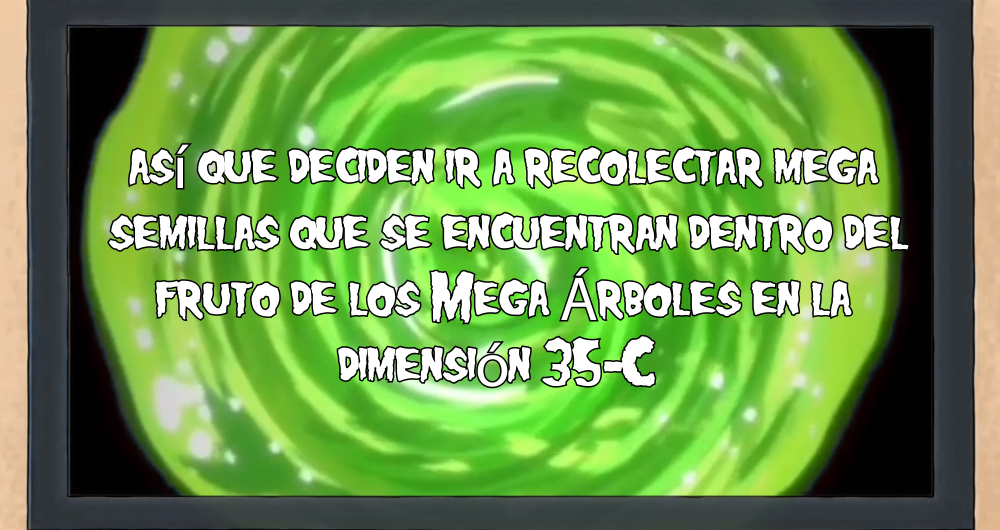 así que deciden ir a recolectar mega
semillas que se encuentran dentro del
fruto de los Mega Árboles en la
dimensión 35-C